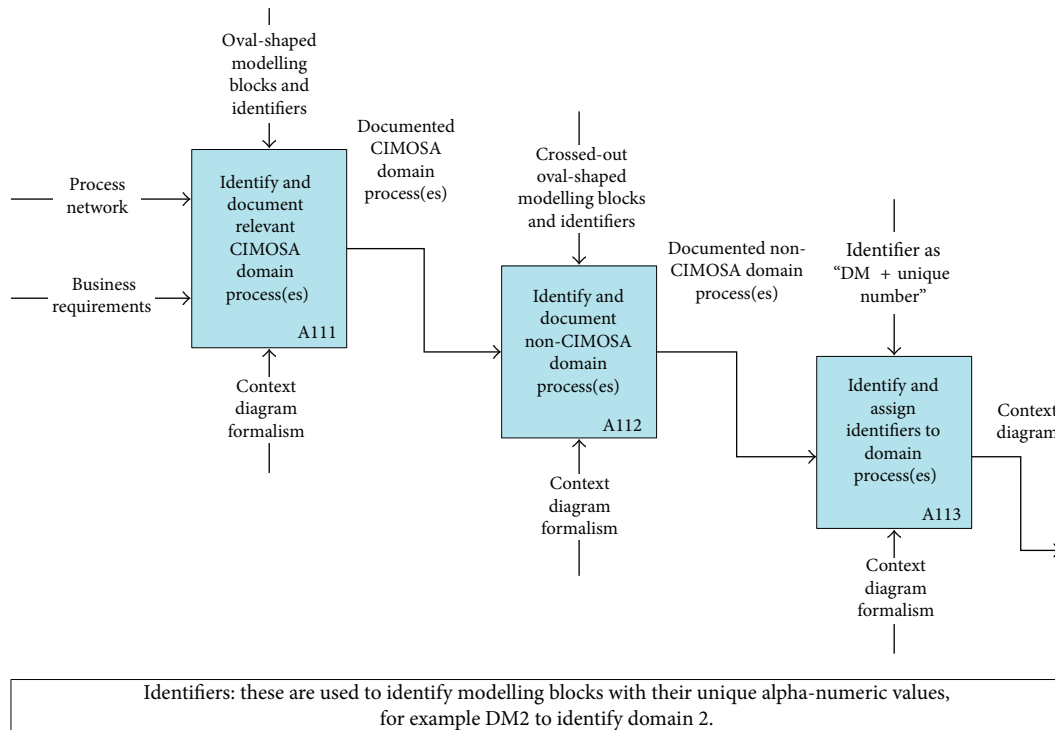 Oval-shaped
modelling
blocks and
identifiers
Process
network
Business
requirements
Identify and
document
relevant
CIMOSA
domain
process(es)
A111
Context
diagram
formalism
Documented
CIMOSA
domain
process(es)
Crossed-out
oval-shaped
modelling blocks
and identifiers
Identify and
document
non-CIMOSA
domain
process(es)
A112
Context
diagram
formalism
Documented non-
CIMOSA domain
process(es)
Identifier as
“DM + unique
number”
Identify and
assign
identifiers to
domain
process(es)
A113
Context
diagram
formalism
Context
diagram
Identifiers: these are used to identify modelling blocks with their unique alpha-numeric values,
for example DM2 to identify domain 2.